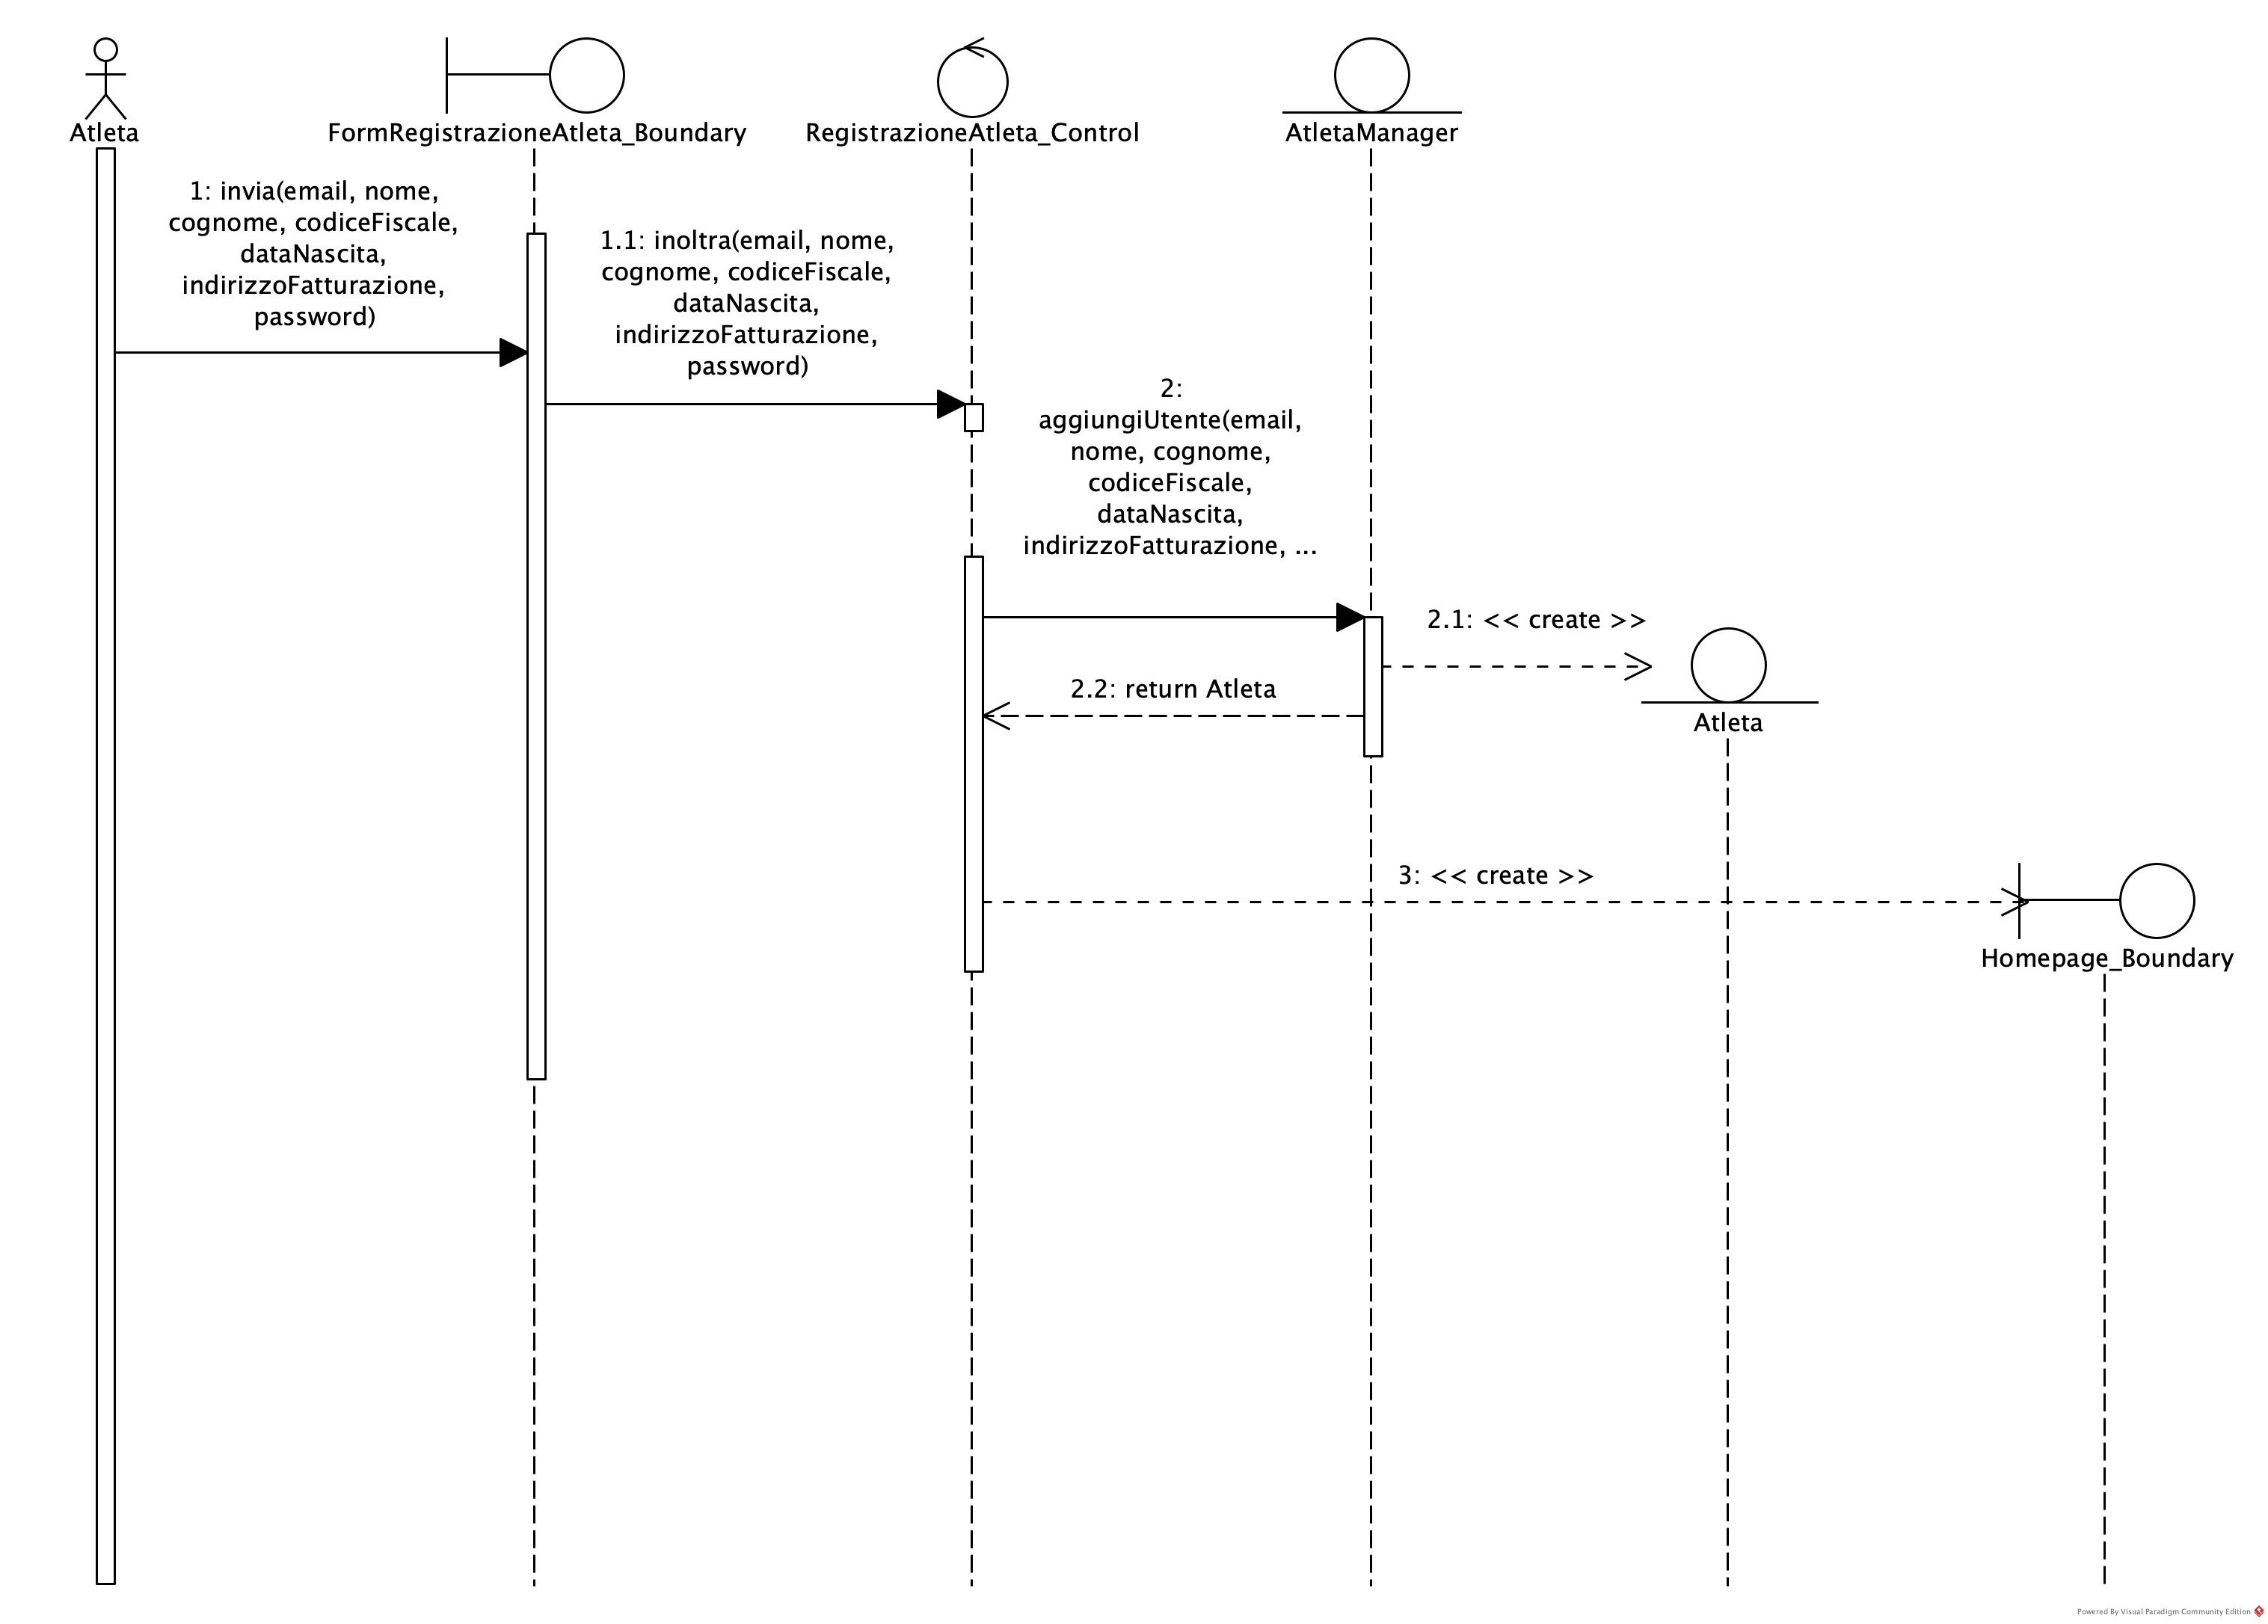 Atleta
FormRegistrazioneAtleta_Boundary
RegistrazioneAtleta_Control
AtletaManager
1: invia(email, nome,
cognome, codiceFiscale,
dataNascita,
indirizzoFatturazione,
password)
1.1: inoltra(email, nome,
cognome, codiceFiscale,
dataNascita,
indirizzoFatturazione,
password)
2:
aggiungiUtente(email,
nome, cognome,
codiceFiscale,
dataNascita,
indirizzoFatturazione, ...
2.1: << create >>
2.2: return Atleta
Atleta
3: << create >>
Homepage_Boundary
Powered By Visual Paradigm Community Edition